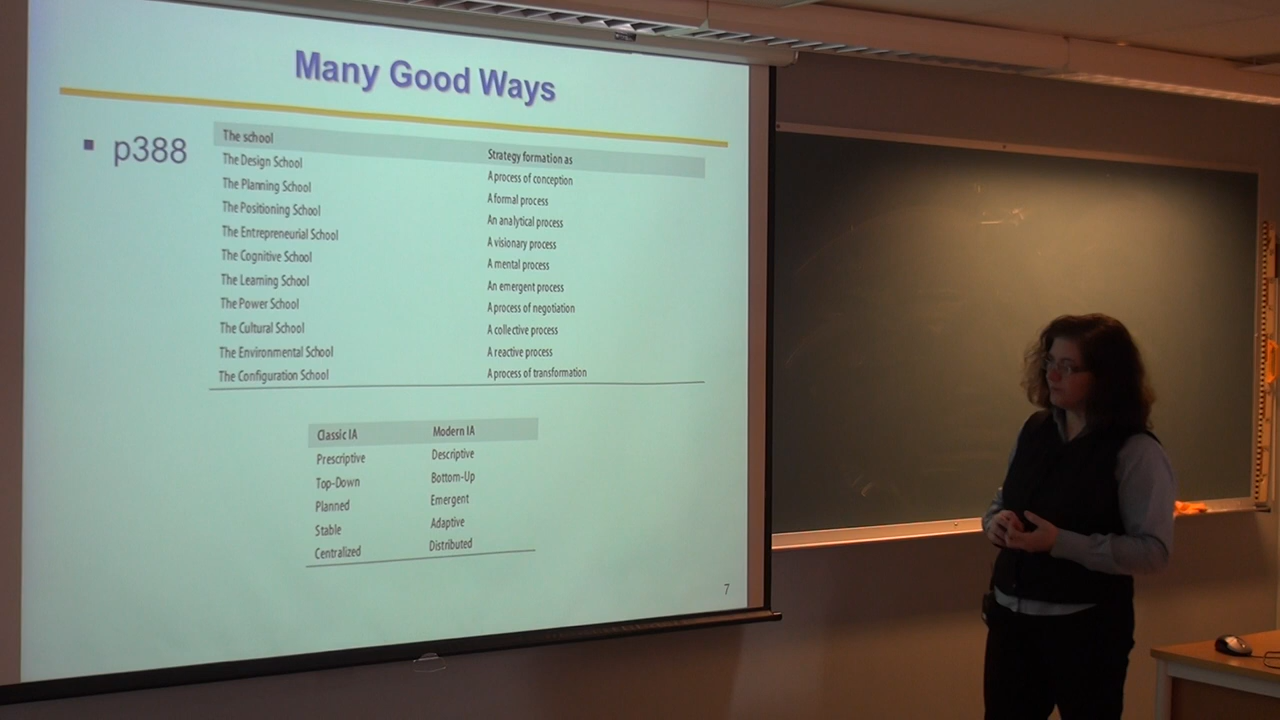 Many Good Ways
▪ p388
The school Strategy formation as
The Design School A process of conception
The Planning School A formal process
The Positioning School An analytical process
The Entrepreneurial School A visionary process
The Cognitive School A mental process
The Learning School An emergent process
The Power School A process of negotiation
The Cultural School A collective process
The Environmental School A reactive process
The Configuration School A process of transformation
Classic IA Modern IA
Prescriptive Descriptive
Top-Down Bottom-Up
Planned Emergent
Stable Adaptive
Centralized Distributed
7